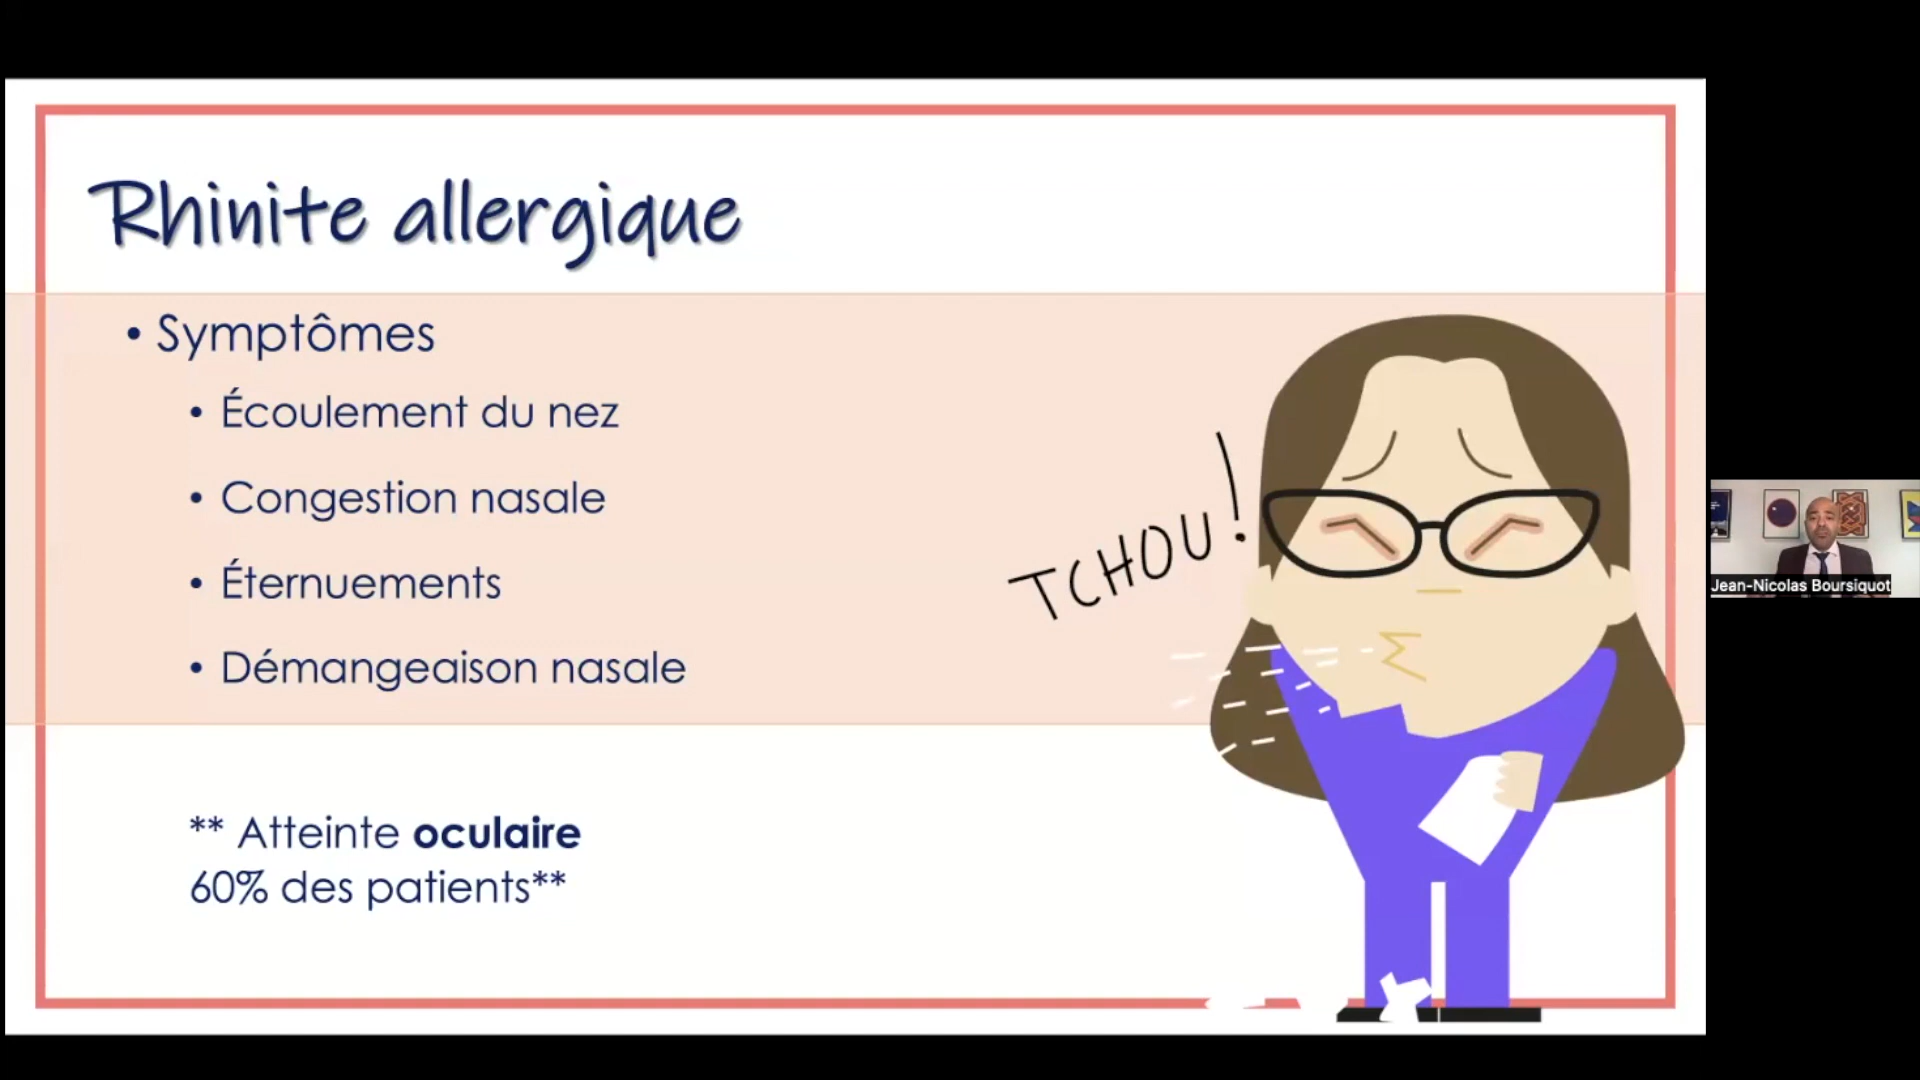 Rhinite allergique
• Symptômes
• Écoulement du nez
• Congestion nasale
• Éternuements
• Démangeaison nasale
** Atteinte oculaire
60% des patients**
TCHOU!
Jean-Nicolas Boursiquot